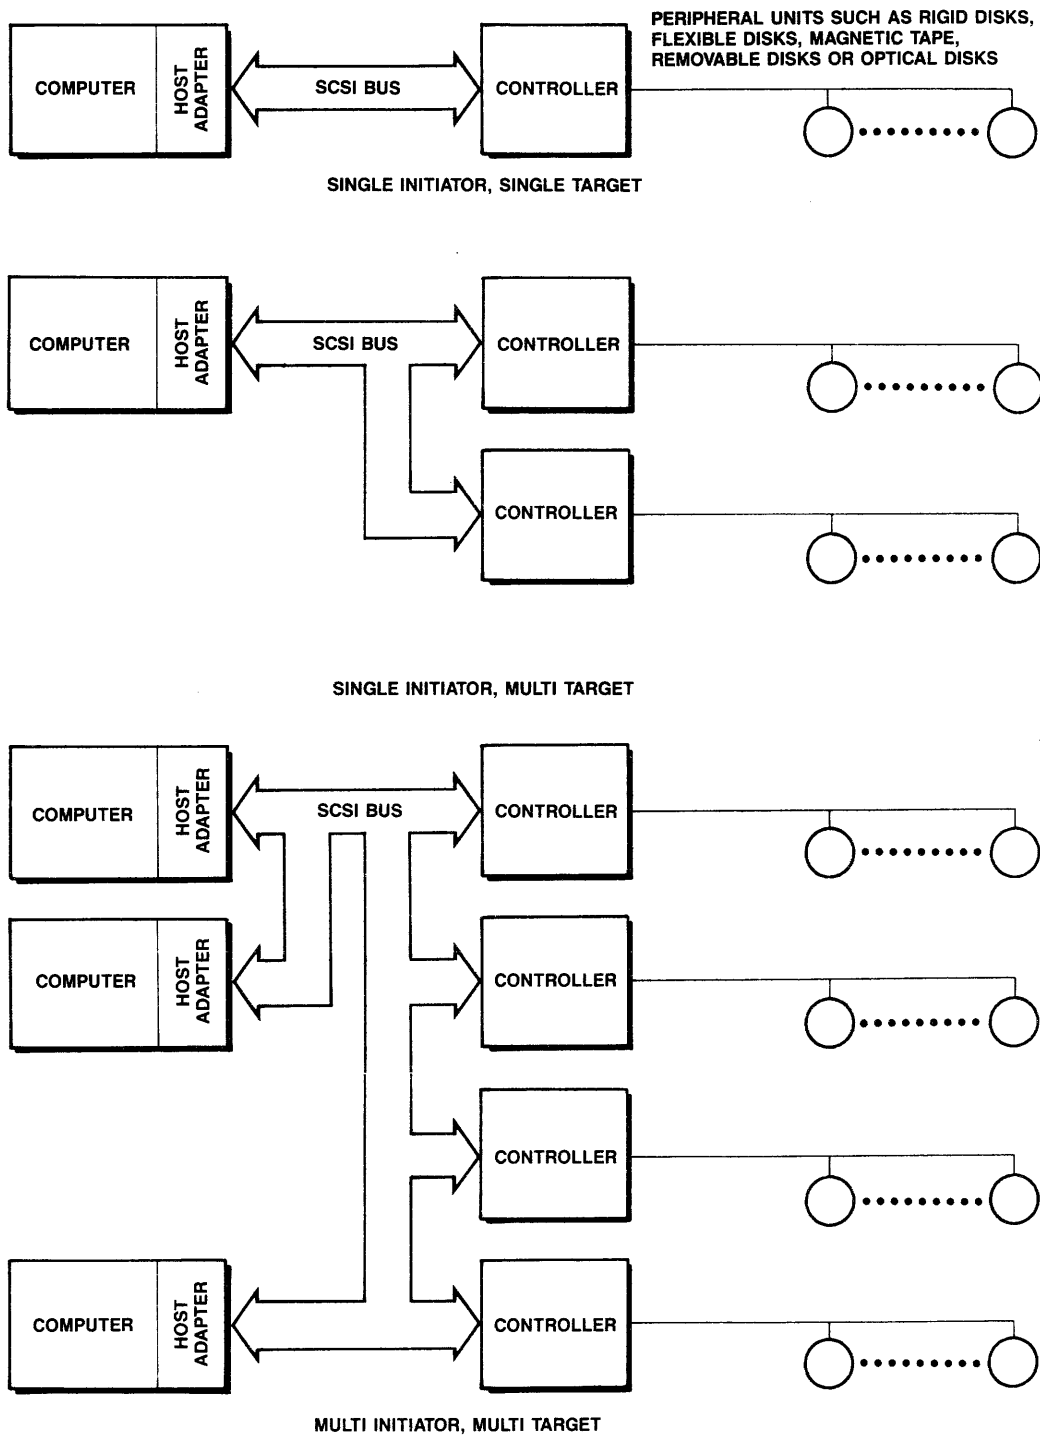 PERIPHERAL UNITS SUCH AS RIGID DISKS,
FLEXIBLE DISKS, MAGNETIC TAPE,
REMOVABLE DISKS OR OPTICAL DISKS
COMPUTER
HOST
ADAPTER
SCSI BUS
CONTROLLER
SINGLE INITIATOR, SINGLE TARGET
COMPUTER
HOST
ADAPTER
SCSI BUS
CONTROLLER
CONTROLLER
SINGLE INITIATOR, MULTI TARGET
COMPUTER
HOST
ADAPTER
SCSI BUS
CONTROLLER
COMPUTER
HOST
ADAPTER
CONTROLLER
CONTROLLER
COMPUTER
HOST
ADAPTER
CONTROLLER
MULTI INITIATOR, MULTI TARGET